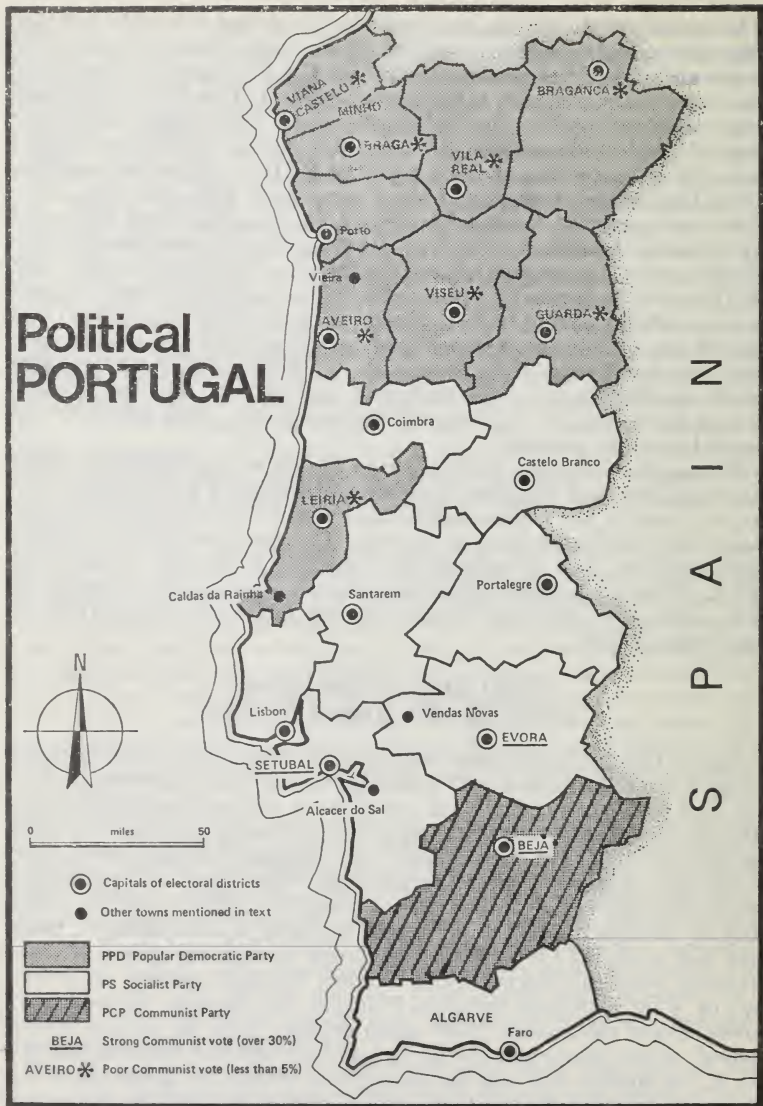 VIANA
CASTELO
MINHO
BRAGANCA
BRAGA
VILA
REAL
Porto
Vieira
VISEU
GUARDA
AVEIRO
Political
PORTUGAL
Coimbra
Castelo Branco
LEIRIA
SPAIN
Portalegre
Caldas da Rainha
Santarem
N
Lisbon
Vendas Novas
EVORA
SETUBAL
Alcacer do Sal
0 miles 50
BEJA
Capitals of electoral districts
Other towns mentioned in text
PPD Popular Democratic Party
PS Socialist Party
PCP Communist Party
ALGARVE
Faro
BEJA Strong Communist vote (over 30%)
AVEIRO * Poor Communist vote (less than 5%)